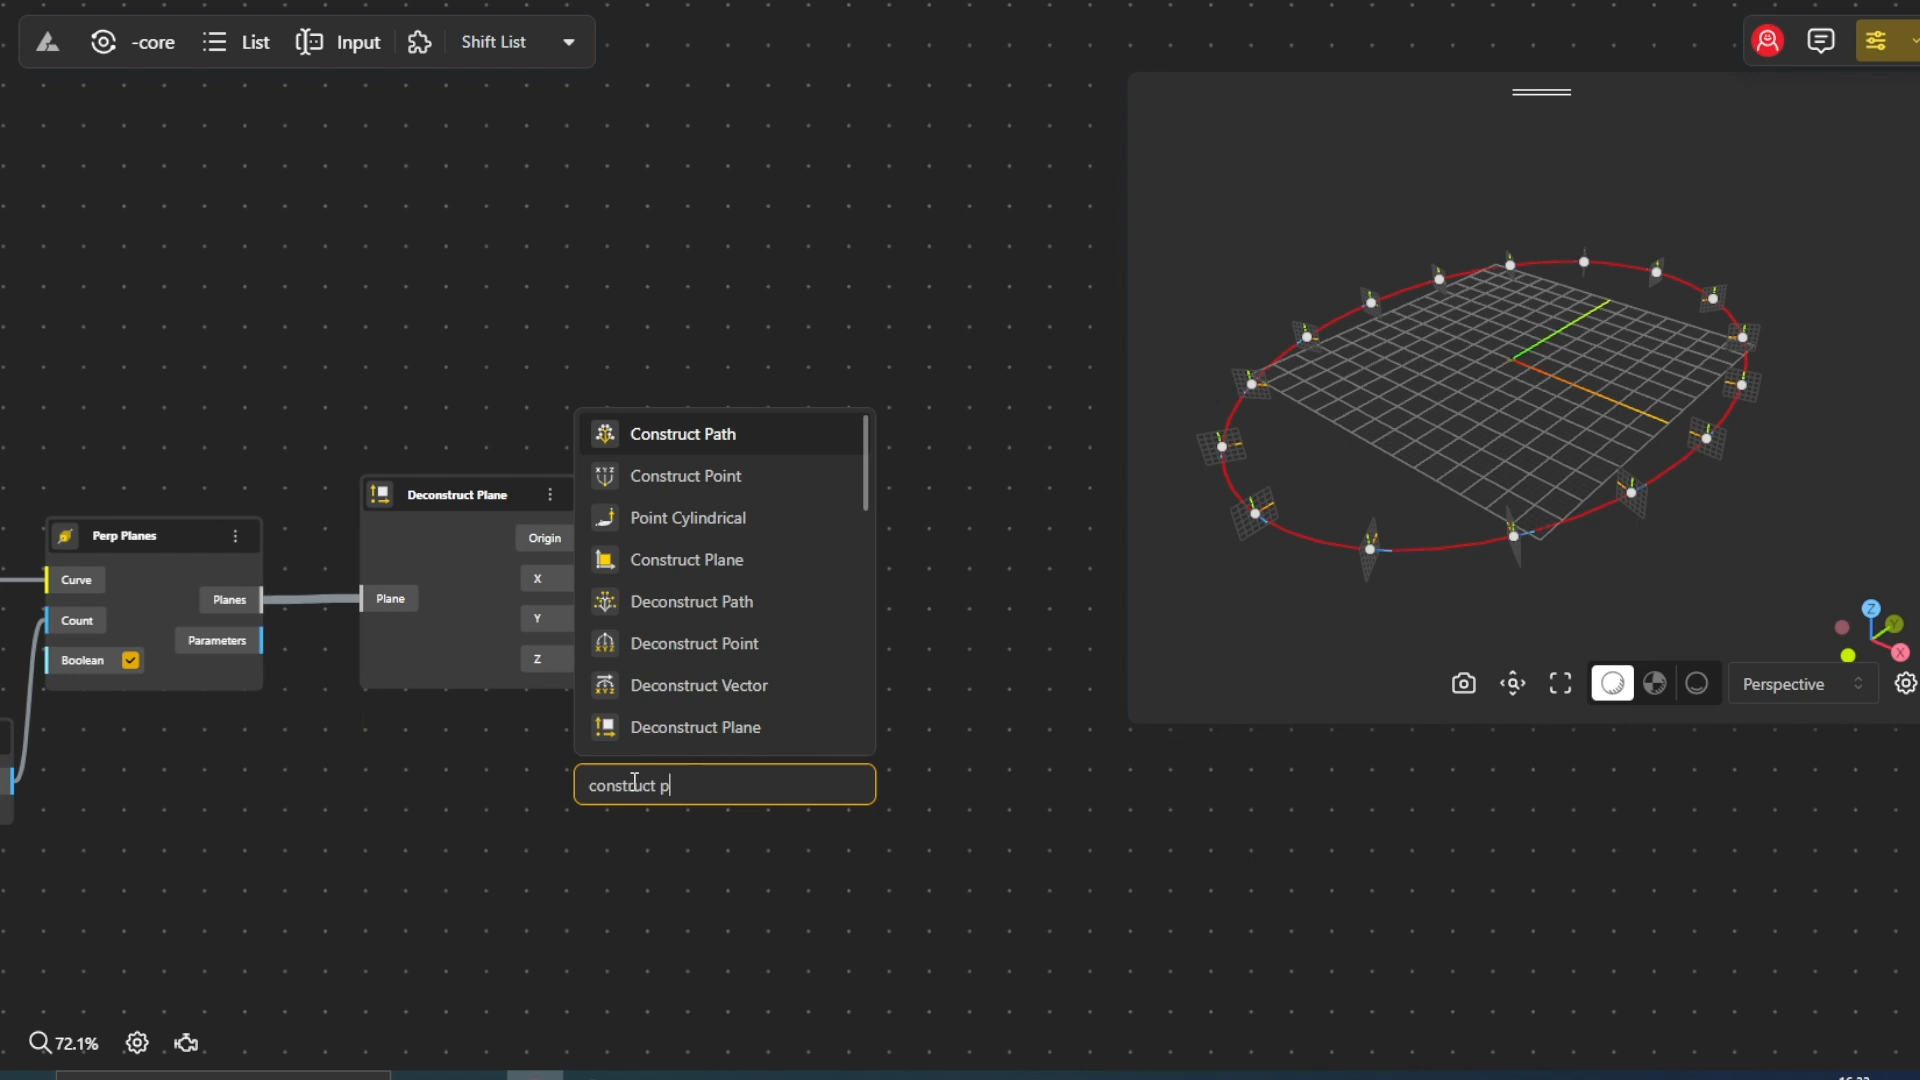 -core
List
Input
Shift List
Construct Path
Construct Point
Point Cylindrical
Construct Plane
Deconstruct Path
Deconstruct Point
Deconstruct Vector
Deconstruct Plane
construct p
Deconstruct Plane
Origin
X
Plane
Y
Z
Perp Planes
Curve
Planes
Count
Parameters
Boolean
Z
Y
X
Perspective
72.1%